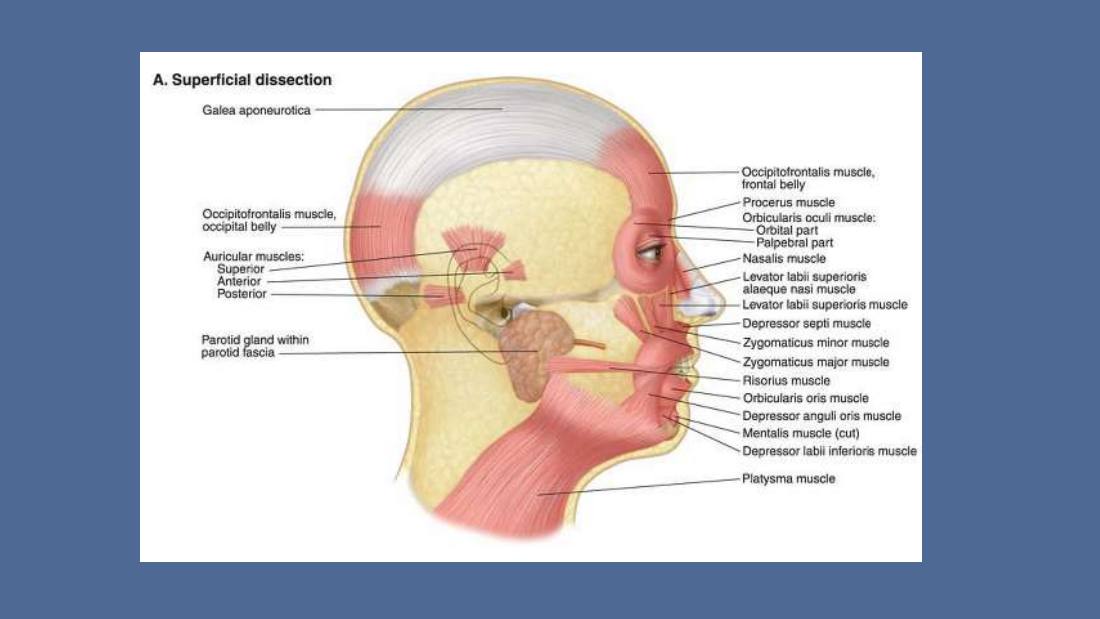 A. Superficial dissection
Galea aponeurotica
Occipitofrontalis muscle,
occipital belly
Auricular muscles:
Superior
Anterior
Posterior
Parotid gland within
parotid fascia
Occipitofrontalis muscle,
frontal belly
Procerus muscle
Orbicularis oculi muscle:
Orbital part
Palpebral part
Nasalis muscle
Levator labii superioris
alaeque nasi muscle
Levator labii superioris muscle
Depressor septi muscle
Zygomaticus minor muscle
Zygomaticus major muscle
Risorius muscle
Orbicularis oris muscle
Depressor anguli oris muscle
Mentalis muscle (cut)
Depressor labii inferioris muscle
Platysma muscle